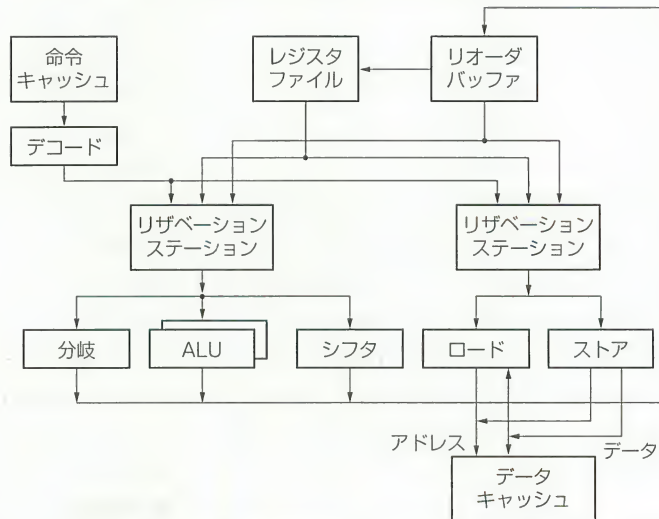 命令
キャッシュ
レジスタ
ファイル
リオーダ
バッファ
デコード
リザベーション
ステーション
リザベーション
ステーション
分岐
ALU
シフタ
ロード
ストア
アドレス
データ
データ
キャッシュ